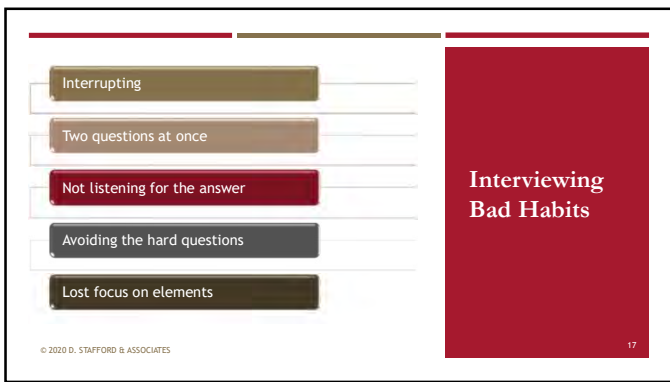 Interrupting
Two questions at once
Not listening for the answer
Avoiding the hard questions
Lost focus on elements
Interviewing
Bad Habits
© 2020 D. STAFFORD & ASSOCIATES
17